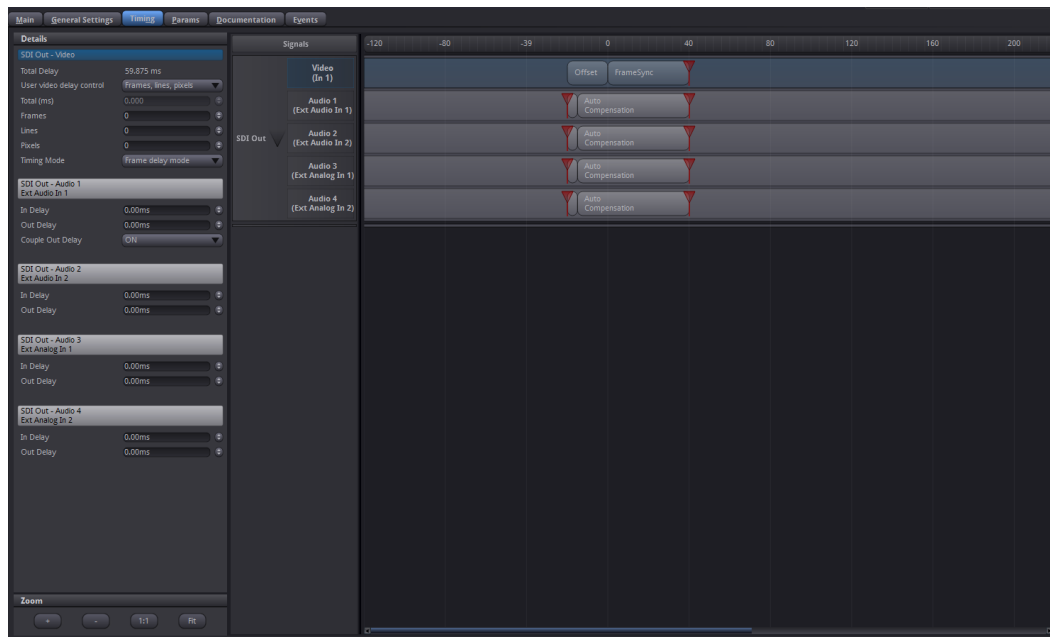 Main General Settings Timing Params Documentation Events
Details
SDI Out - Video
Total Delay 59.875 ms
User video delay control Frames, lines, pixels
Total (ms) 0.000
Frames 0
Lines 0
Pixels 0
Timing Mode Frame delay mode
SDI Out - Audio 1
Ext Audio In 1
In Delay 0.00ms
Out Delay 0.00ms
Couple Out Delay ON
SDI Out - Audio 2
Ext Audio In 2
In Delay 0.00ms
Out Delay 0.00ms
SDI Out - Audio 3
Ext Analog In 1
In Delay 0.00ms
Out Delay 0.00ms
SDI Out - Audio 4
Ext Analog In 2
In Delay 0.00ms
Out Delay 0.00ms
Zoom
+ - 1:1 Fit
Signals -120 -80 -39 0 40 80 120 160 200
SDI Out
Video
(In 1)
Offset FrameSync
Audio 1
(Ext Audio In 1)
Auto
Compensation
Audio 2
(Ext Audio In 2)
Auto
Compensation
Audio 3
(Ext Analog In 1)
Auto
Compensation
Audio 4
(Ext Analog In 2)
Auto
Compensation